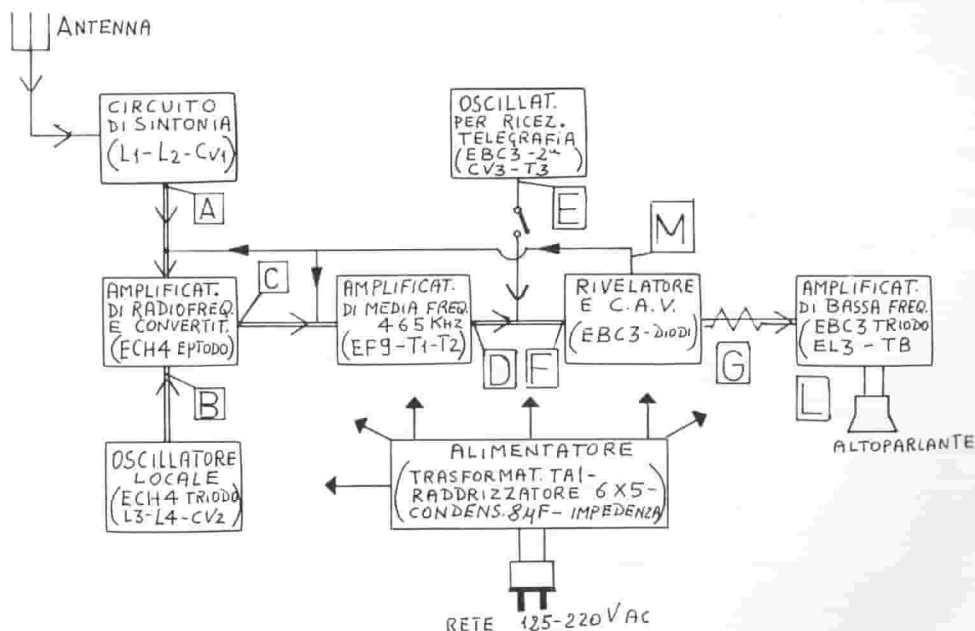 ANTENNA
CIRCUITO
DI SINTONIA
(L1-L2-CV1)
A
OSCILLAT.
PER RICEZ.
TELEGRAFIA
(EBC3-2ª
CV3-T3)
E
M
AMPLIFICAT.
DI RADIOFREQ.
E CONVERTIT.
(ECH4 EPTODO)
C
AMPLIFICAT.
DI MEDIA FREQ.
465 KHz
(EF9-T1-T2)
D
F
RIVELATORE
E C.A.V.
(EBC3-DIODI)
G
AMPLIFICAT.
DI BASSA FREQ.
(EBC3 TRIODO
EL3-TB)
L
ALTOPARLANTE
B
OSCILLATORE
LOCALE
(ECH4 TRIODO
L3-L4-CV2)
ALIMENTATORE
(TRASFORMAT. TA1-
RADDRIZZATORE 6X5-
CONDENS. 8µF- IMPEDENZA)
RETE 125-220V AC